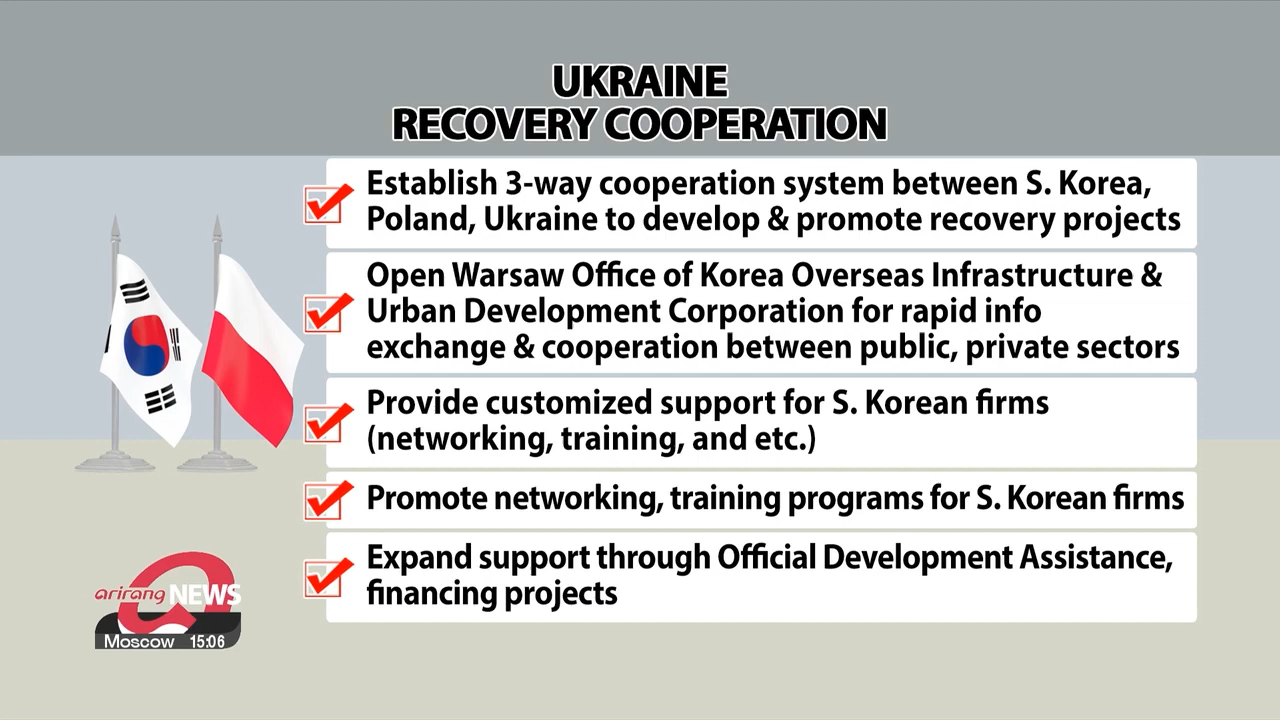 UKRAINE
RECOVERY COOPERATION
Establish 3-way cooperation system between S. Korea,
Poland, Ukraine to develop & promote recovery projects
Open Warsaw Office of Korea Overseas Infrastructure &
Urban Development Corporation for rapid info
exchange & cooperation between public, private sectors
Provide customized support for S. Korean firms
(networking, training, and etc.)
Promote networking, training programs for S. Korean firms
Expand support through Official Development Assistance,
financing projects
arirang NEWS
Moscow 15:06